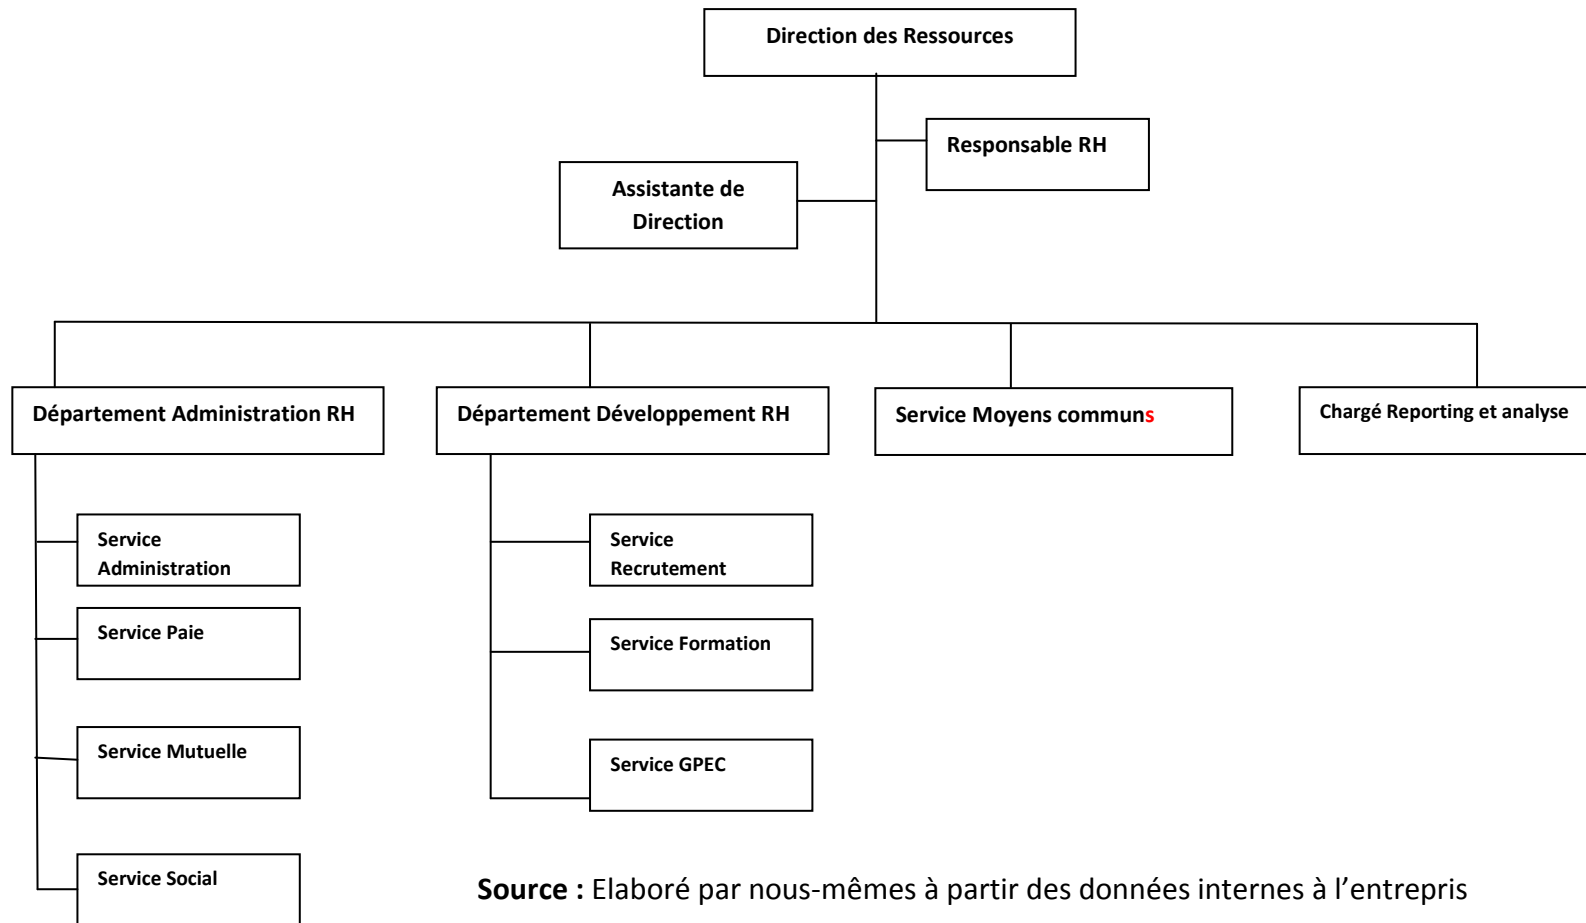 Direction des Ressources
Responsable RH
Assistante de
Direction
Département Administration RH
Département Développement RH
Service Moyens communs
Chargé Reporting et analyse
Service
Administration
Service Paie
Service Mutuelle
Service Social
Service
Recrutement
Service Formation
Service GPEC
Source : Elaboré par nous-mêmes à partir des données internes à l’entrepris